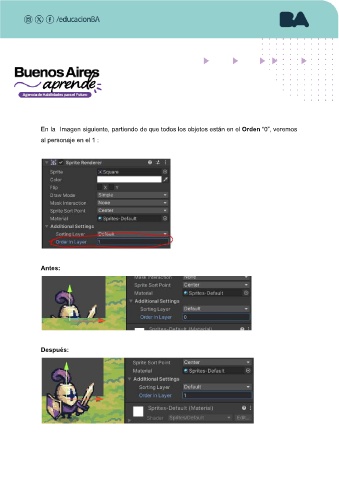 /educacionBA
BA
Buenos Aires
aprende
Agencia de Habilidades para el Futuro
En la Imagen siguiente, partiendo de que todos los objetos están en el Orden "0", veremos
al personaje en el 1 :
Sprite Renderer
Sprite Square
Color
Flip X Y
Draw Mode Simple
Mask Interaction None
Sprite Sort Point Center
Material Sprites-Default
Additional Settings
Sorting Layer Default
Order in Layer 1
Antes:
Mask Interaction None
Sprite Sort Point Center
Material Sprites-Default
Additional Settings
Sorting Layer Default
Order in Layer 0
Sprites-Default (Material)
Después:
Sprite Sort Point Center
Material Sprites-Default
Additional Settings
Sorting Layer Default
Order in Layer 1
Sprites-Default (Material)
Shader Sprites/Default Edit...